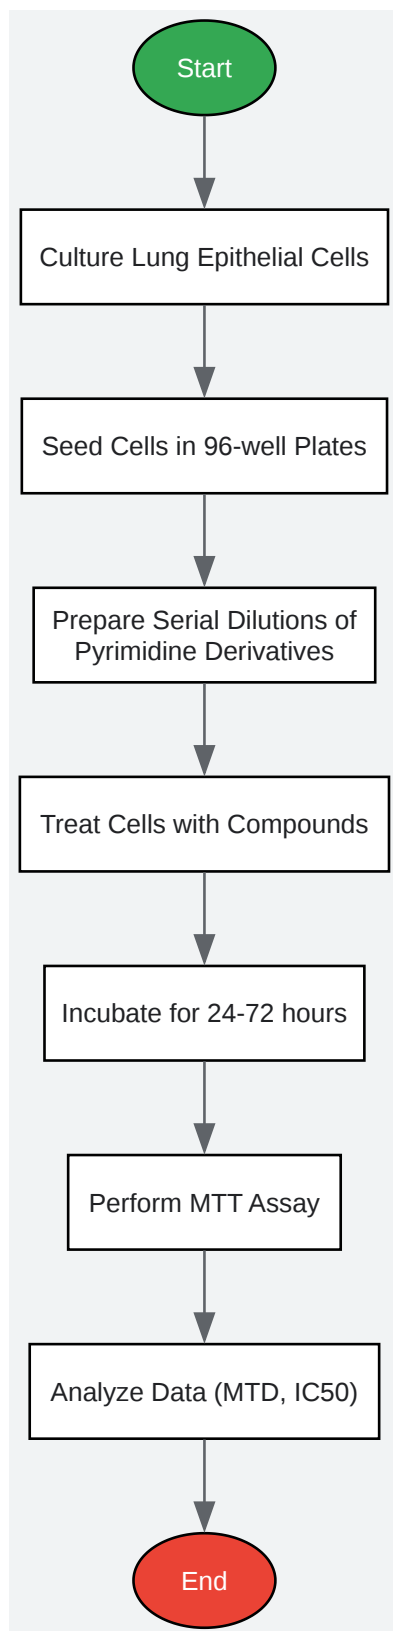 Start
Culture Lung Epithelial Cells
Seed Cells in 96-well Plates
Prepare Serial Dilutions of
Pyrimidine Derivatives
Treat Cells with Compounds
Incubate for 24-72 hours
Perform MTT Assay
Analyze Data (MTD, IC50)
End